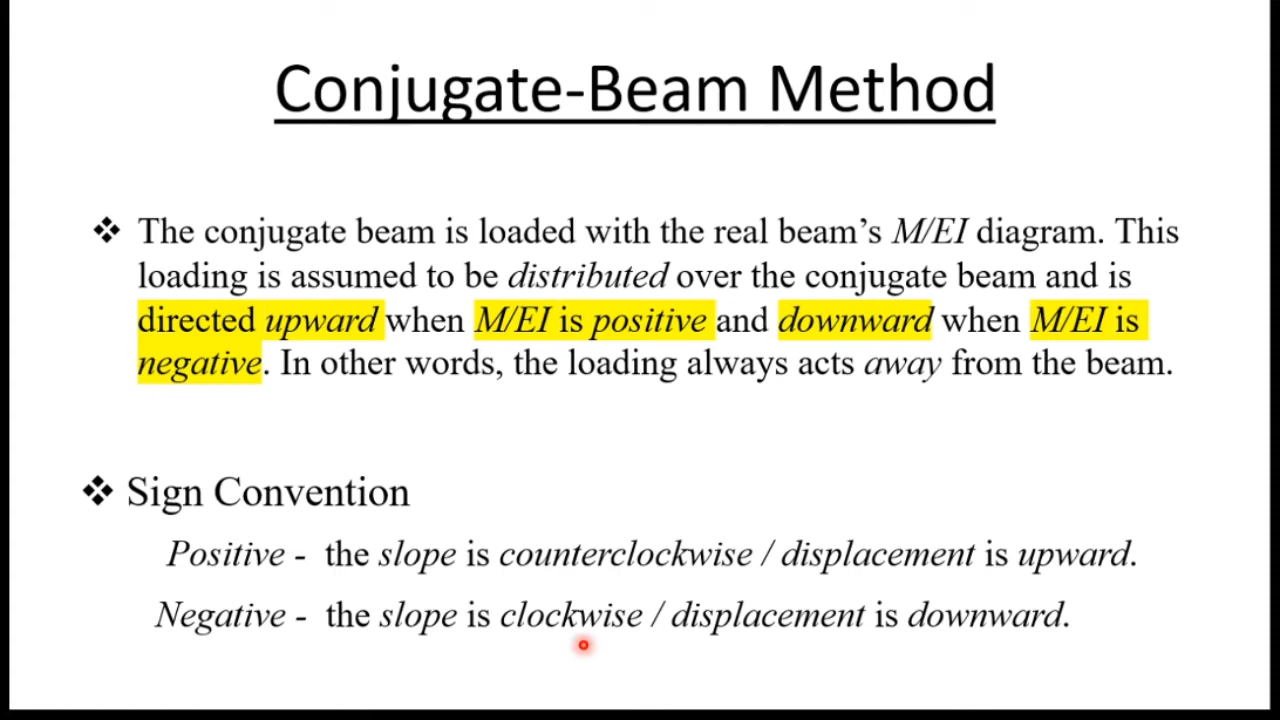 Conjugate-Beam Method
❖ The conjugate beam is loaded with the real beam’s M/EI diagram. This
loading is assumed to be distributed over the conjugate beam and is
directed upward when M/EI is positive and downward when M/EI is
negative. In other words, the loading always acts away from the beam.
❖ Sign Convention
Positive - the slope is counterclockwise / displacement is upward.
Negative - the slope is clockwise / displacement is downward.